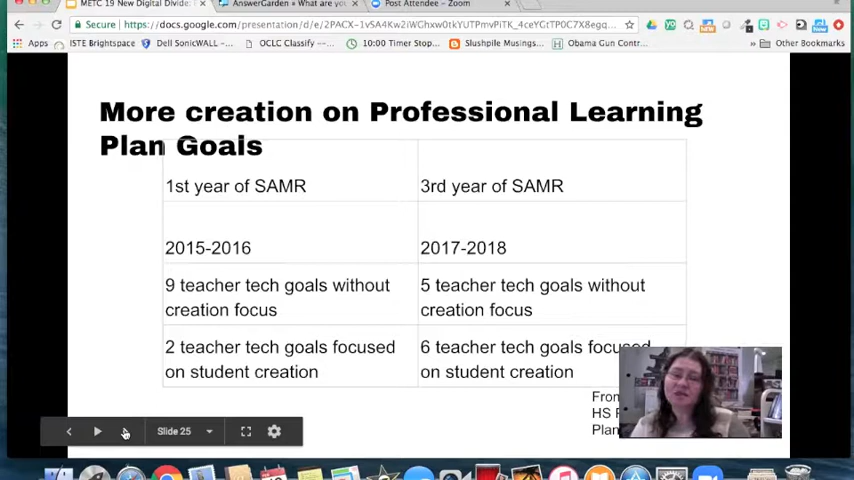 METC 19 New Digital Divide:
AnswerGarden » What are you
Post Attendee - Zoom
Secure
https://docs.google.com/presentation/d/e/2PACX-1vSA4Kw2iWGhxw0tkYUTPmvPiTK_4ceYGtTP0C7X8egq...
Apps
ISTE Brightspace
Dell SonicWALL -...
OCLC Classify --...
10:00 Timer Stop...
Slushpile Musings...
Obama Gun Contr...
Other Bookmarks
More creation on Professional Learning
Plan Goals
1st year of SAMR
3rd year of SAMR
2015-2016
2017-2018
9 teacher tech goals without
creation focus
5 teacher tech goals without
creation focus
2 teacher tech goals focused
on student creation
6 teacher tech goals focused
on student creation
From
HS
Plan
Slide 25